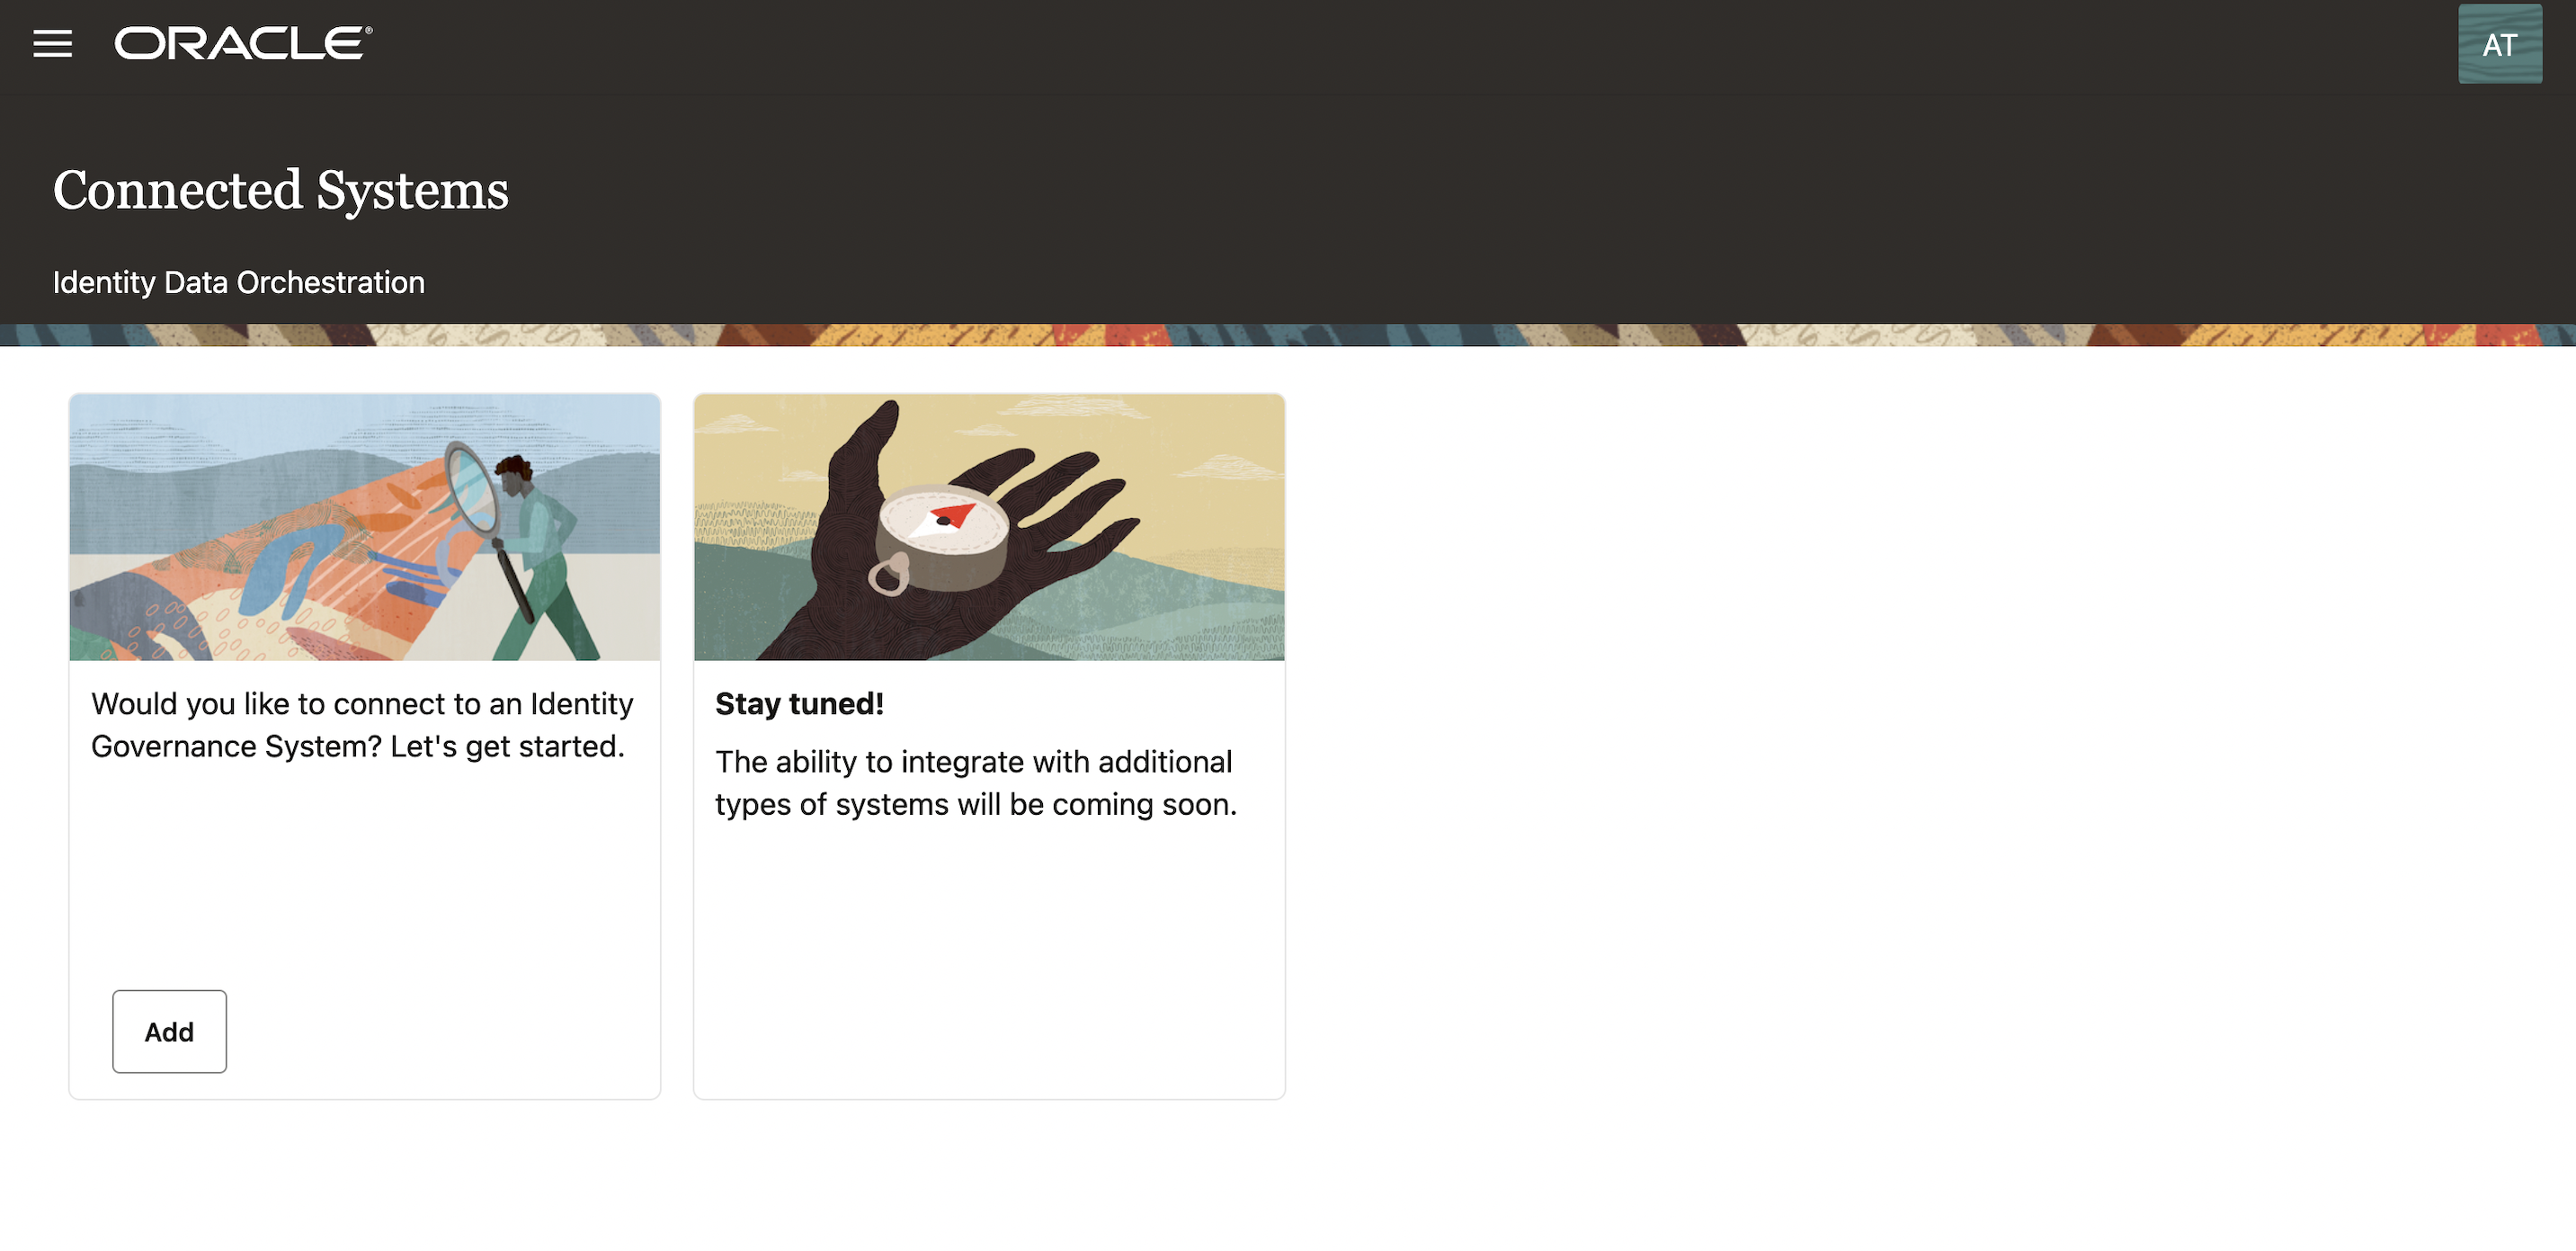 ORACLE®
AT
Connected Systems
Identity Data Orchestration
Would you like to connect to an Identity
Governance System? Let's get started.
Add
Stay tuned!
The ability to integrate with additional
types of systems will be coming soon.